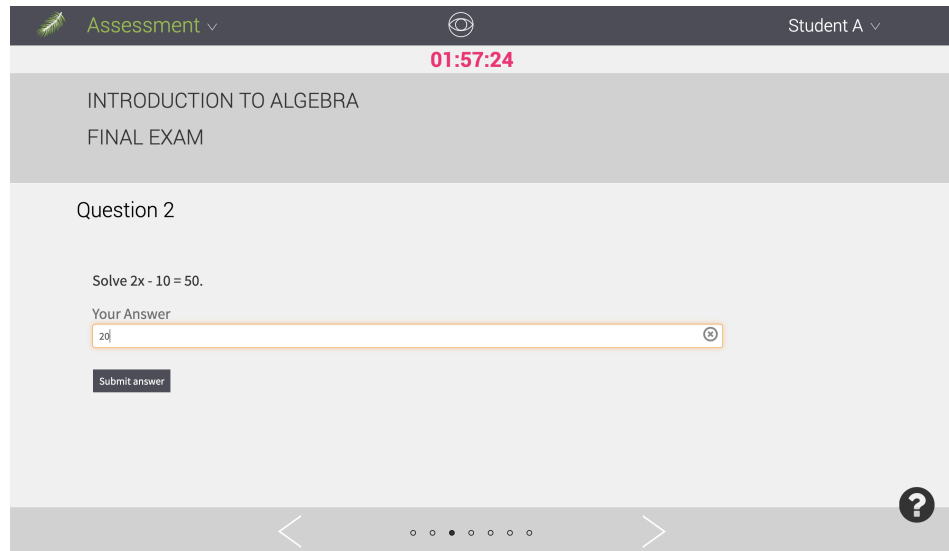 Assessment
Student A
01:57:24
INTRODUCTION TO ALGEBRA
FINAL EXAM
Question 2
Solve 2x - 10 = 50.
Your Answer
20
Submit answer
?